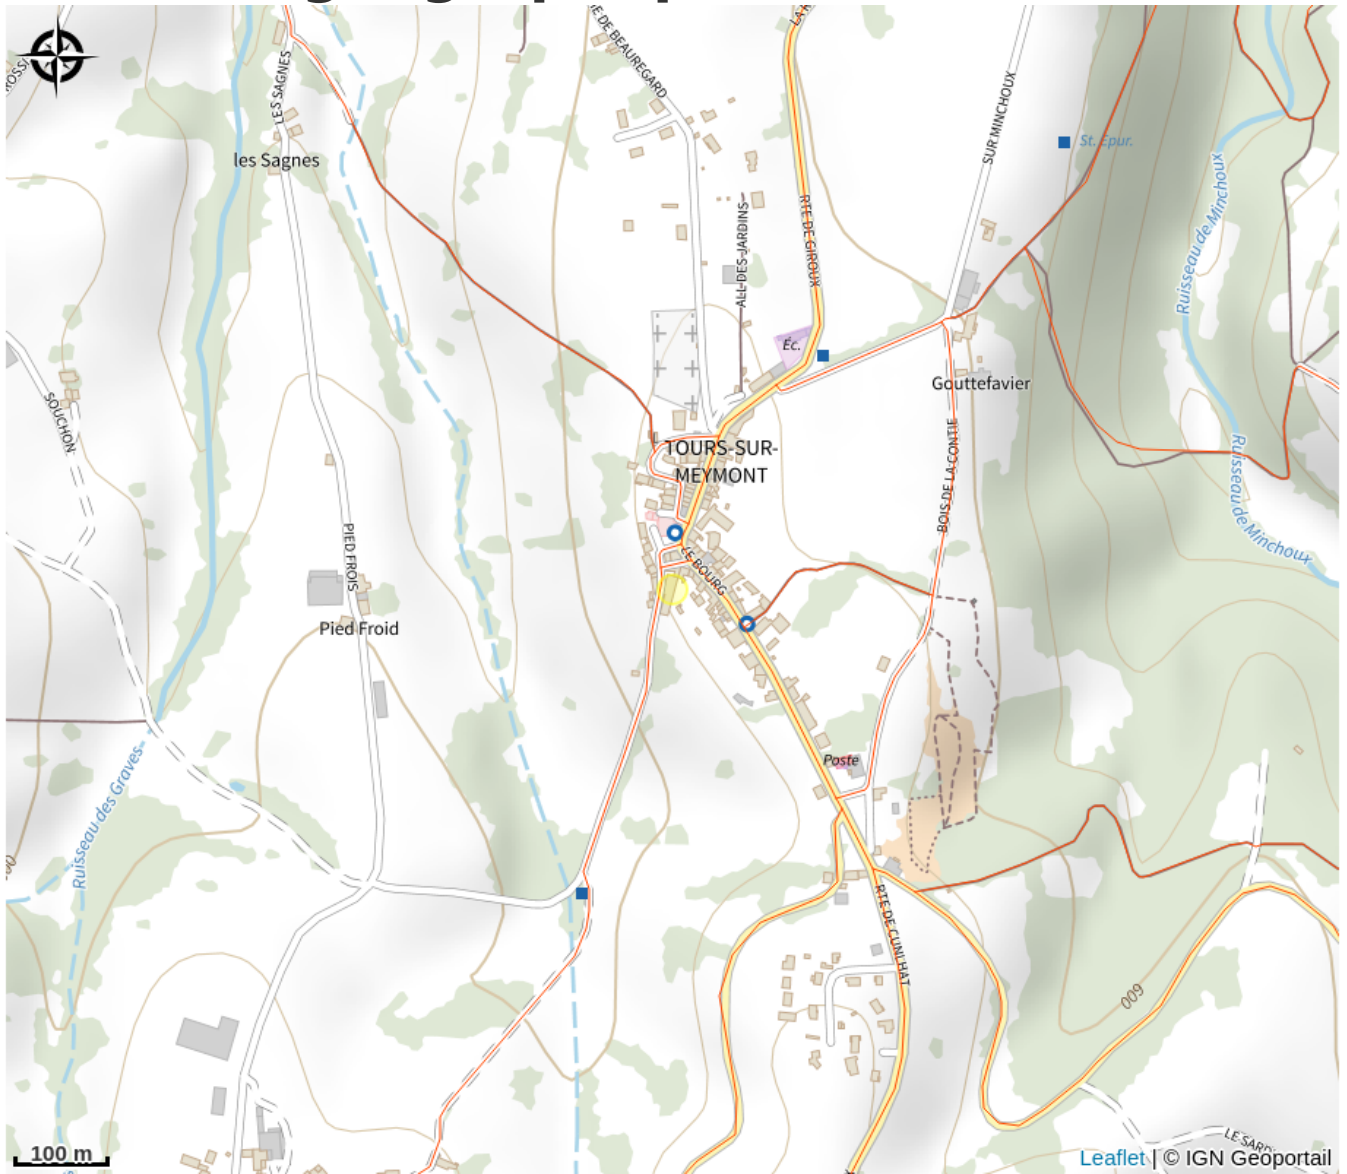 LES SAGNES
les Sagnes
DE BEAUREGARD
SUR MINCHOUX
St. Epur.
Ruisseau de Minchoux
RTE DE GIROUX
ALL DES JARDINS
Éc.
Gouttefavier
SOUCHON
TOURS-SUR-
MEYMONT
BOIS DE LA CONTIE
Ruisseau de Minchoux
PIED FROIS
LE BOURG
Pied Froid
Poste
Ruisseau des Graves
RTE DE CUNLHAT
600
100 m
Leaflet | © IGN Geoportail